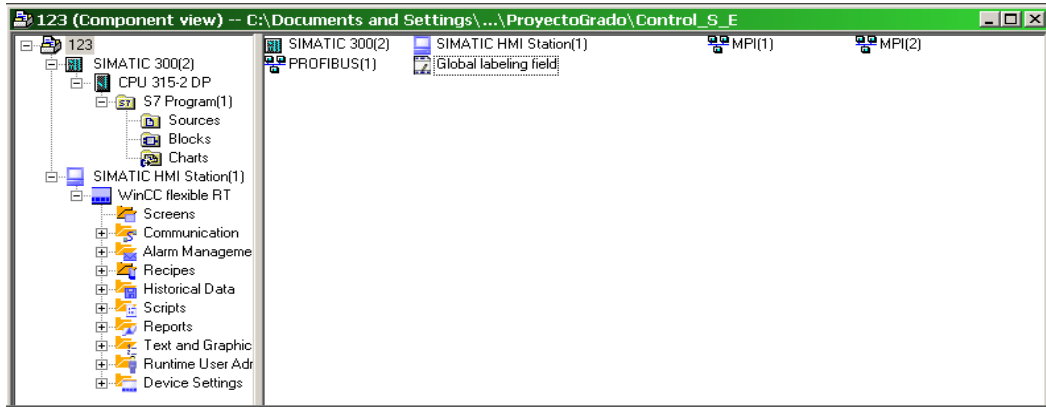 123 (Component view) -- C:\Documents and Settings\...\ProyectoGrado\Control_S_E
123
SIMATIC 300(2)
CPU 315-2 DP
S7 Program(1)
Sources
Blocks
Charts
SIMATIC HMI Station(1)
WinCC flexible RT
Screens
Communication
Alarm Manageme
Recipes
Historical Data
Scripts
Reports
Text and Graphic
Runtime User Adr
Device Settings
SIMATIC 300(2) SIMATIC HMI Station(1) MPI(1) MPI(2)
PROFIBUS(1) Global labeling field